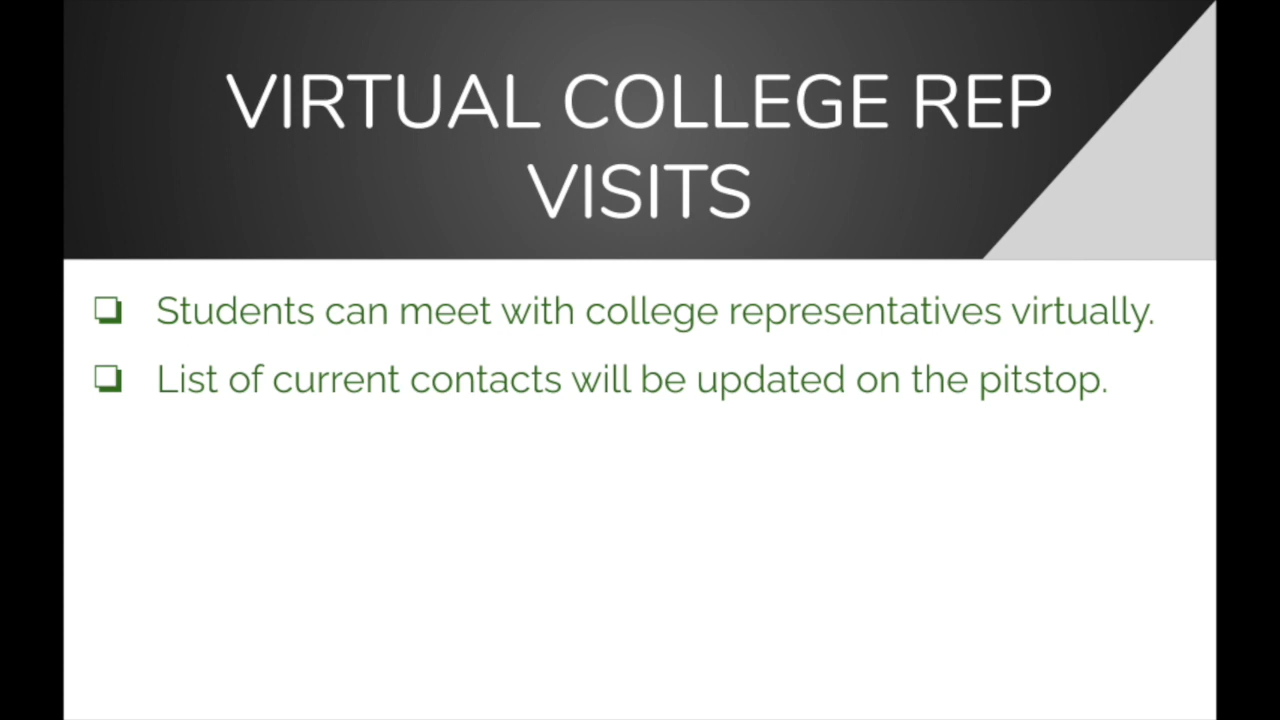 VIRTUAL COLLEGE REP
VISITS
❏ Students can meet with college representatives virtually.
❏ List of current contacts will be updated on the pitstop.